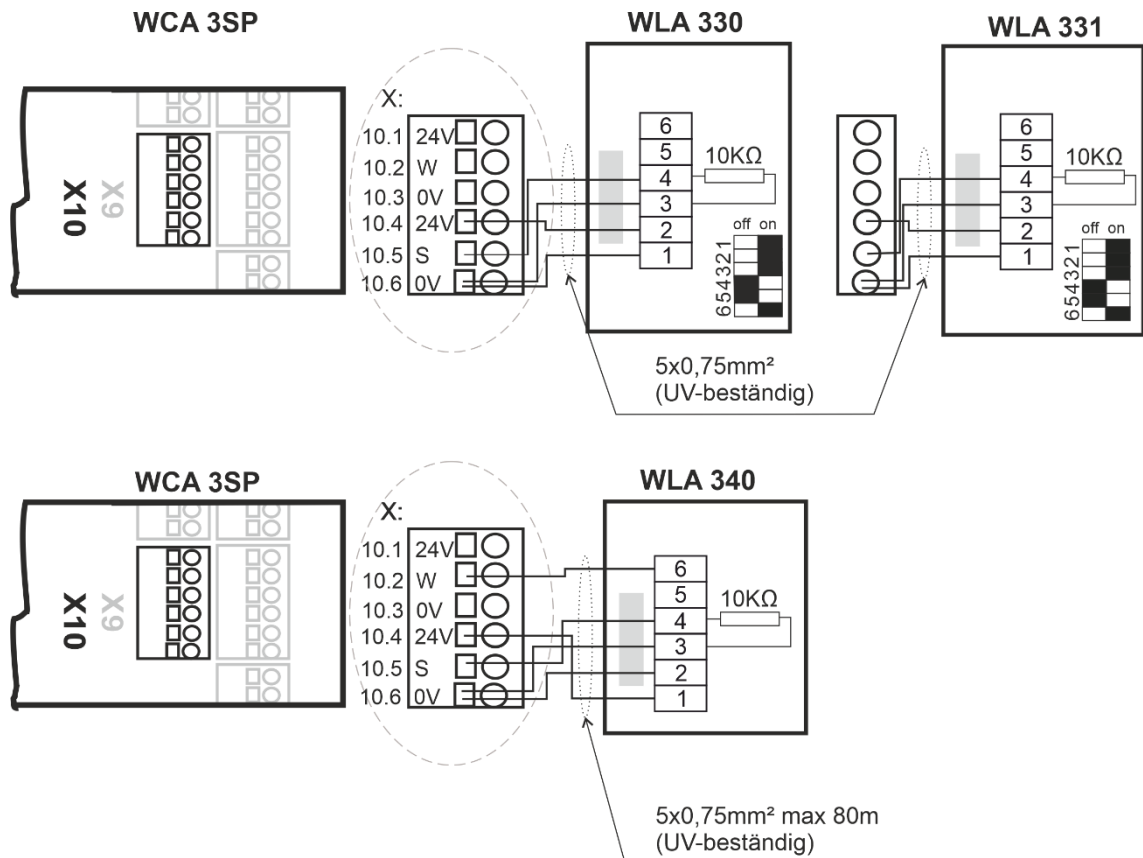 WCA 3SP
WLA 330
WLA 331
X10
X9
X:
10.1 24V
10.2 W
10.3 0V
10.4 24V
10.5 S
10.6 0V
6
5
4
3
2
1
10KΩ
off on
654321
6
5
4
3
2
1
10KΩ
off on
654321
5x0,75mm²
(UV-beständig)
WCA 3SP
WLA 340
X10
X9
X:
10.1 24V
10.2 W
10.3 0V
10.4 24V
10.5 S
10.6 0V
6
5
4
3
2
1
10KΩ
5x0,75mm² max 80m
(UV-beständig)